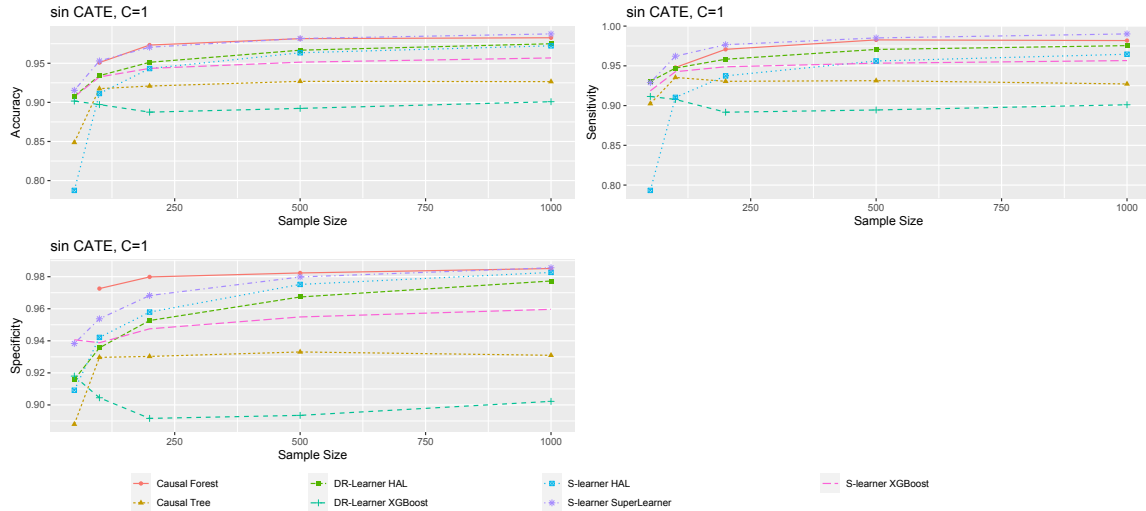 sin CATE, C=1
Accuracy
0.95
0.90
0.85
0.80
250
500
750
1000
Sample Size
sin CATE, C=1
Sensitivity
1.00
0.95
0.90
0.85
0.80
250
500
750
1000
Sample Size
sin CATE, C=1
Specificity
0.98
0.96
0.94
0.92
0.90
250
500
750
1000
Sample Size
Causal Forest DR-Learner HAL S-learner HAL S-learner XGBoost
Causal Tree DR-Learner XGBoost S-learner SuperLearner